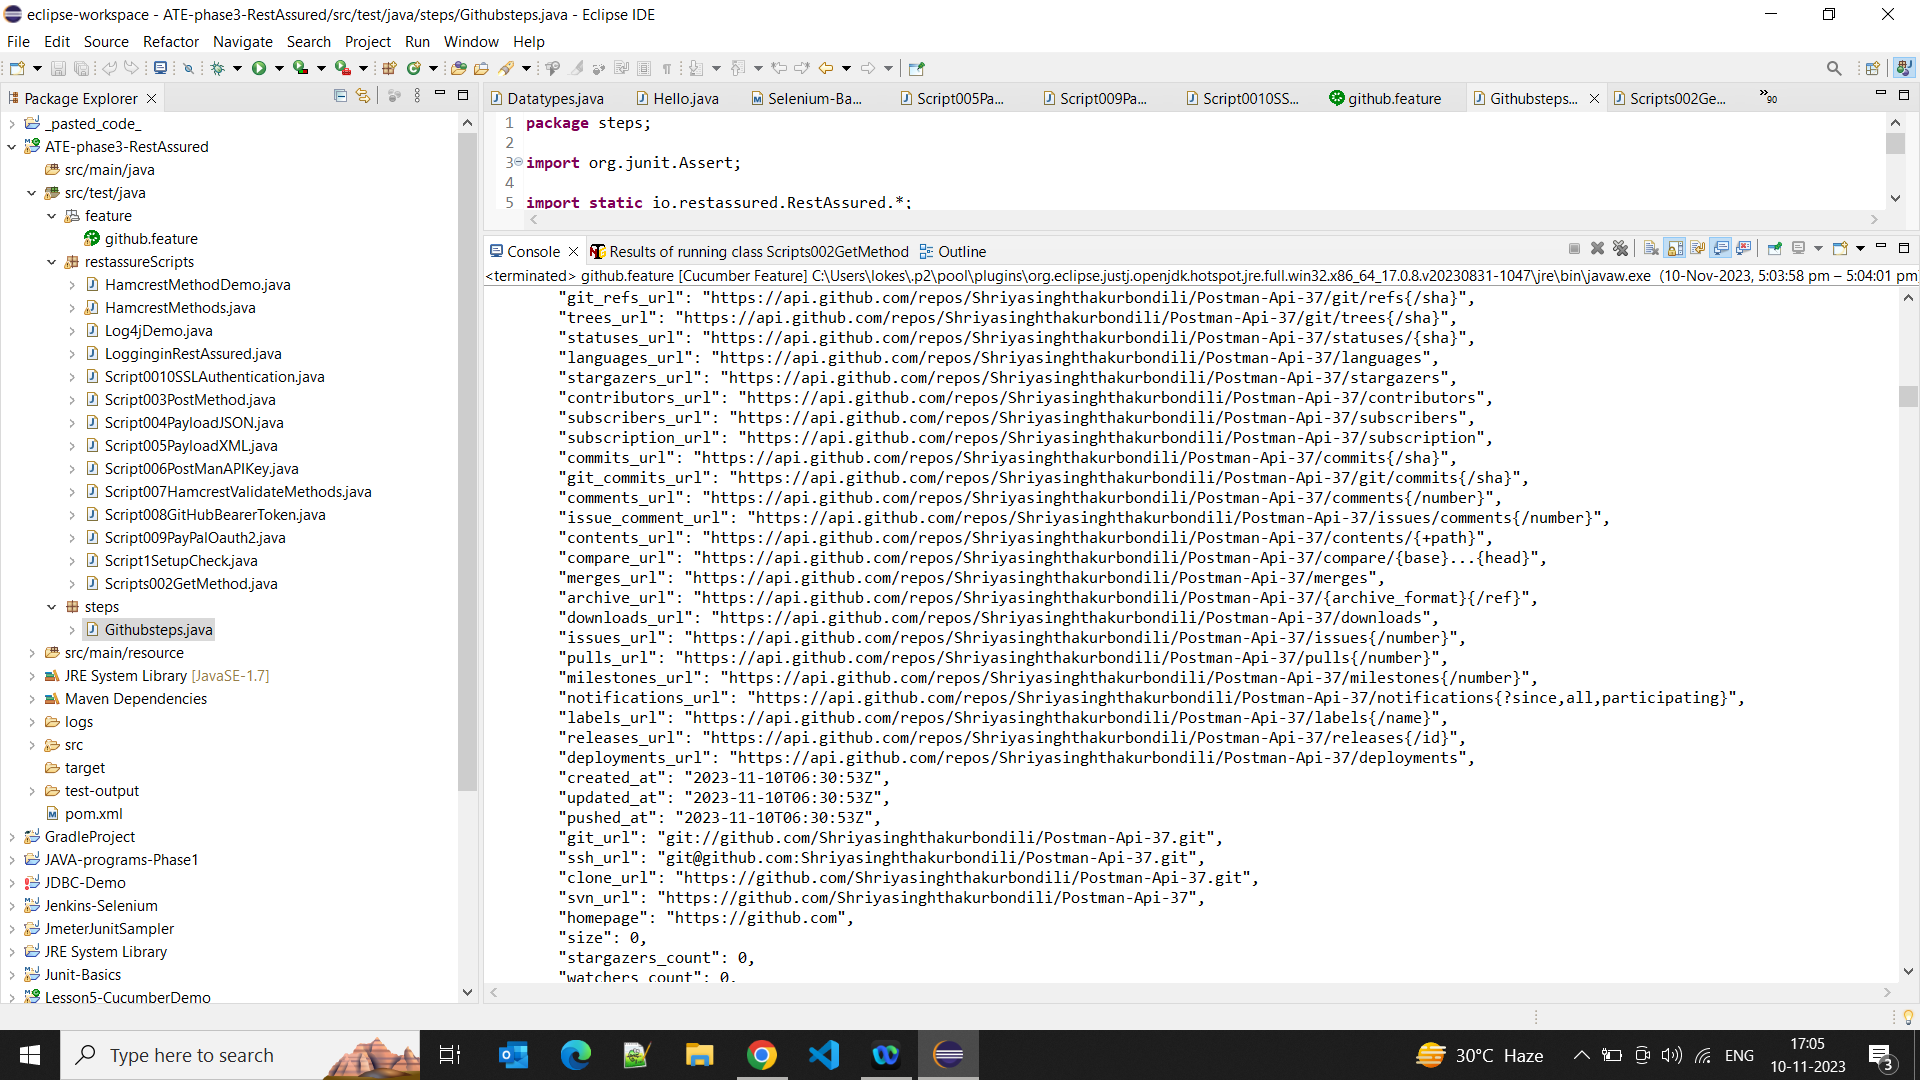 eclipse-workspace - ATE-phase3-RestAssured/src/test/java/steps/Githubsteps.java - Eclipse IDE
File Edit Source Refactor Navigate Search Project Run Window Help
Package Explorer
_pasted_code_
ATE-phase3-RestAssured
src/main/java
src/test/java
feature
github.feature
restassureScripts
HamcrestMethodDemo.java
HamcrestMethods.java
Log4jDemo.java
LogginginRestAssured.java
Script0010SSLAuthentication.java
Script003PostMethod.java
Script004PayloadJSON.java
Script005PayloadXML.java
Script006PostManAPIKey.java
Script007HamcrestValidateMethods.java
Script008GitHubBearerToken.java
Script009PayPalOauth2.java
Script1SetupCheck.java
Scripts002GetMethod.java
steps
Githubsteps.java
src/main/resource
JRE System Library [JavaSE-1.7]
Maven Dependencies
logs
src
target
test-output
pom.xml
GradleProject
JAVA-programs-Phase1
JDBC-Demo
Jenkins-Selenium
JmeterJunitSampler
JRE System Library
Junit-Basics
Lesson5-CucumberDemo
Datatypes.java Hello.java Selenium-Ba... Script005Pa... Script009Pa... Script0010SS... github.feature Githubsteps... Scripts002Ge... »90
1 package steps;
2
3 import org.junit.Assert;
4
5 import static io.restassured.RestAssured.*;
Console Results of running class Scripts002GetMethod Outline
<terminated> github.feature [Cucumber Feature] C:\Users\lokes\.p2\pool\plugins\org.eclipse.justj.openjdk.hotspot.jre.full.win32.x86_64_17.0.8.v20230831-1047\jre\bin\javaw.exe (10-Nov-2023, 5:03:58 pm – 5:04:01 pm
"git_refs_url": "https://api.github.com/repos/Shriyasinghthakurbondili/Postman-Api-37/git/refs{/sha}",
"trees_url": "https://api.github.com/repos/Shriyasinghthakurbondili/Postman-Api-37/git/trees{/sha}",
"statuses_url": "https://api.github.com/repos/Shriyasinghthakurbondili/Postman-Api-37/statuses/{sha}",
"languages_url": "https://api.github.com/repos/Shriyasinghthakurbondili/Postman-Api-37/languages",
"stargazers_url": "https://api.github.com/repos/Shriyasinghthakurbondili/Postman-Api-37/stargazers",
"contributors_url": "https://api.github.com/repos/Shriyasinghthakurbondili/Postman-Api-37/contributors",
"subscribers_url": "https://api.github.com/repos/Shriyasinghthakurbondili/Postman-Api-37/subscribers",
"subscription_url": "https://api.github.com/repos/Shriyasinghthakurbondili/Postman-Api-37/subscription",
"commits_url": "https://api.github.com/repos/Shriyasinghthakurbondili/Postman-Api-37/commits{/sha}",
"git_commits_url": "https://api.github.com/repos/Shriyasinghthakurbondili/Postman-Api-37/git/commits{/sha}",
"comments_url": "https://api.github.com/repos/Shriyasinghthakurbondili/Postman-Api-37/comments{/number}",
"issue_comment_url": "https://api.github.com/repos/Shriyasinghthakurbondili/Postman-Api-37/issues/comments{/number}",
"contents_url": "https://api.github.com/repos/Shriyasinghthakurbondili/Postman-Api-37/contents/{+path}",
"compare_url": "https://api.github.com/repos/Shriyasinghthakurbondili/Postman-Api-37/compare/{base}...{head}",
"merges_url": "https://api.github.com/repos/Shriyasinghthakurbondili/Postman-Api-37/merges",
"archive_url": "https://api.github.com/repos/Shriyasinghthakurbondili/Postman-Api-37/{archive_format}{/ref}",
"downloads_url": "https://api.github.com/repos/Shriyasinghthakurbondili/Postman-Api-37/downloads",
"issues_url": "https://api.github.com/repos/Shriyasinghthakurbondili/Postman-Api-37/issues{/number}",
"pulls_url": "https://api.github.com/repos/Shriyasinghthakurbondili/Postman-Api-37/pulls{/number}",
"milestones_url": "https://api.github.com/repos/Shriyasinghthakurbondili/Postman-Api-37/milestones{/number}",
"notifications_url": "https://api.github.com/repos/Shriyasinghthakurbondili/Postman-Api-37/notifications{?since,all,participating}",
"labels_url": "https://api.github.com/repos/Shriyasinghthakurbondili/Postman-Api-37/labels{/name}",
"releases_url": "https://api.github.com/repos/Shriyasinghthakurbondili/Postman-Api-37/releases{/id}",
"deployments_url": "https://api.github.com/repos/Shriyasinghthakurbondili/Postman-Api-37/deployments",
"created_at": "2023-11-10T06:30:53Z",
"updated_at": "2023-11-10T06:30:53Z",
"pushed_at": "2023-11-10T06:30:53Z",
"git_url": "git://github.com/Shriyasinghthakurbondili/Postman-Api-37.git",
"ssh_url": "git@github.com:Shriyasinghthakurbondili/Postman-Api-37.git",
"clone_url": "https://github.com/Shriyasinghthakurbondili/Postman-Api-37.git",
"svn_url": "https://github.com/Shriyasinghthakurbondili/Postman-Api-37",
"homepage": "https://github.com",
"size": 0,
"stargazers_count": 0,
"watchers_count": 0,
Type here to search
30°C Haze
ENG
17:05
10-11-2023
3